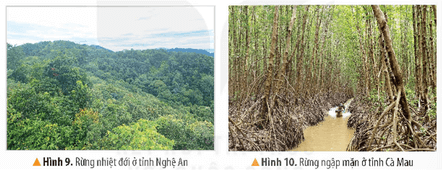 ▲ Hình 9. Rừng nhiệt đới ở tỉnh Nghệ An
▲ Hình 10. Rừng ngập mặn ở tỉnh Cà Mau